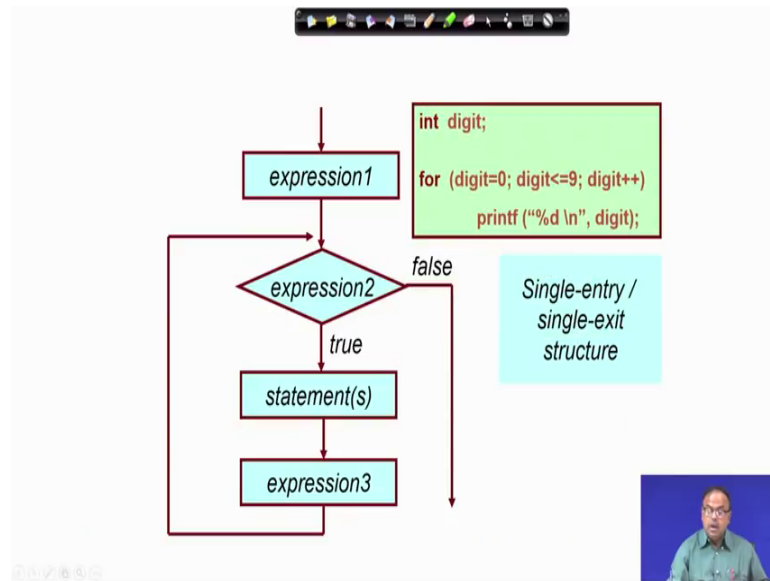 expression1
int digit;
for (digit=0; digit<=9; digit++)
printf (“%d \n”, digit);
expression2
false
true
Single-entry /
single-exit
structure
statement(s)
expression3